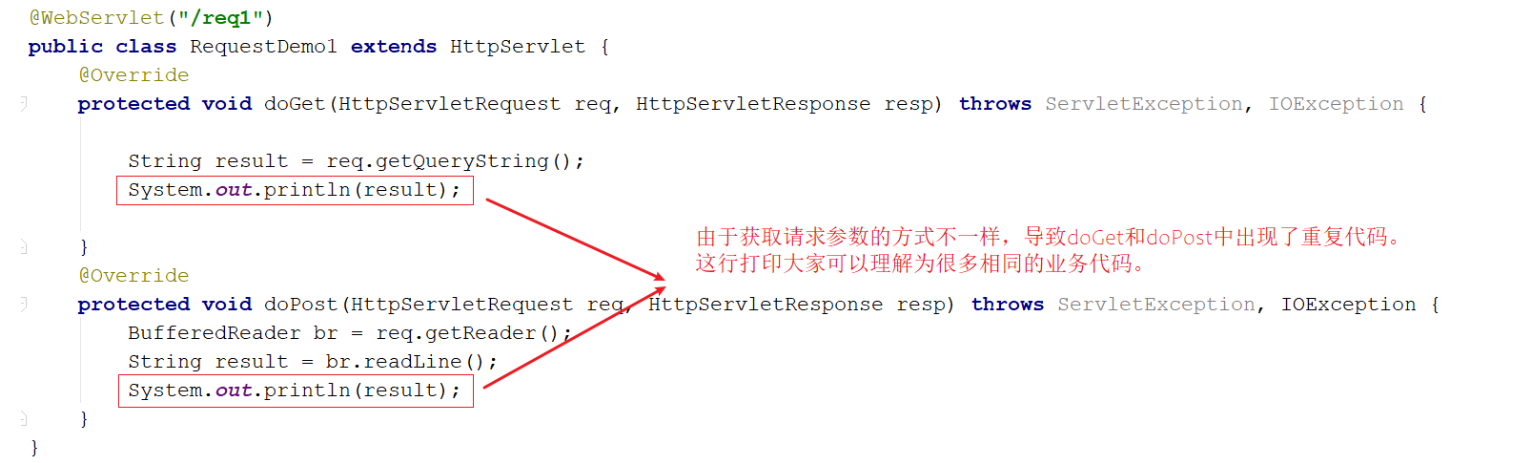 @WebServlet("/req1")
public class RequestDemo1 extends HttpServlet {
@Override
protected void doGet(HttpServletRequest req, HttpServletResponse resp) throws ServletException, IOException {
String result = req.getQueryString();
System.out.println(result);
由于获取请求参数的方式不一样，导致doGet和doPost中出现了重复代码。
}
这行打印大家可以理解为很多相同的业务代码。
@Override
protected void doPost(HttpServletRequest req, HttpServletResponse resp) throws ServletException, IOException {
BufferedReader br = req.getReader();
String result = br.readLine();
System.out.println(result);
}
}